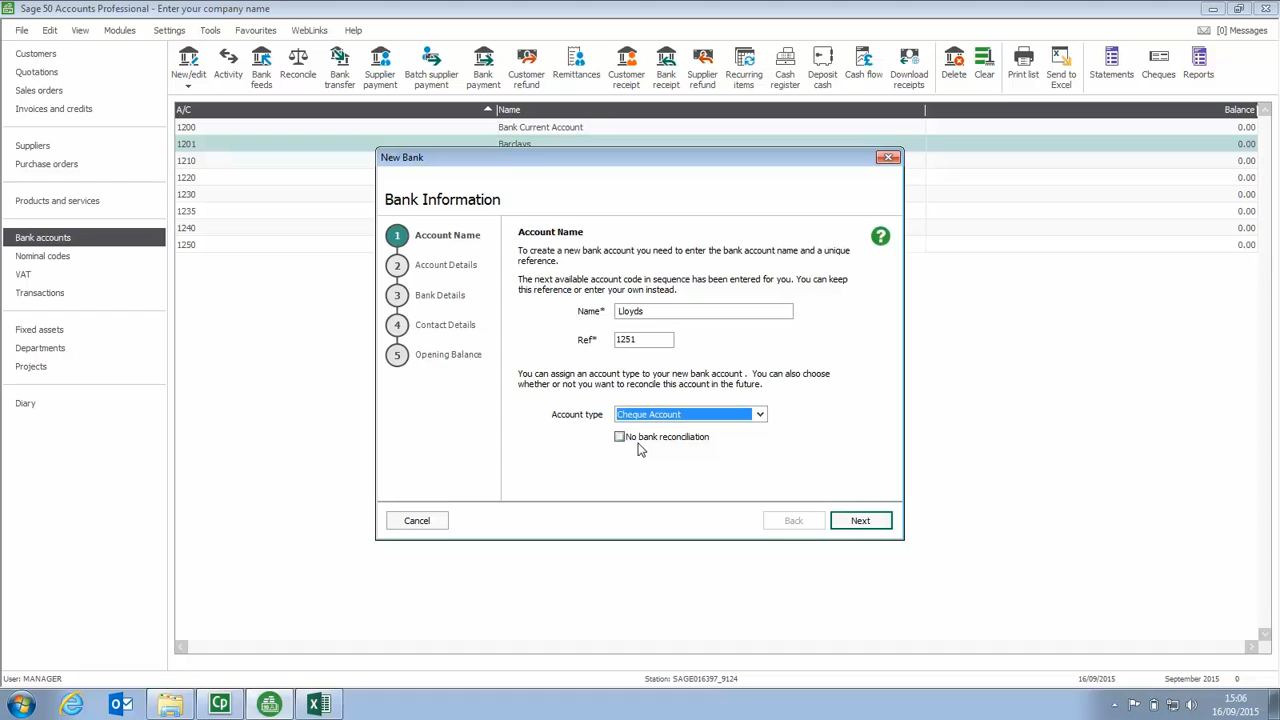 Sage 50 Accounts Professional - Enter your company name
File Edit View Modules Settings Tools Favourites WebLinks Help
[0] Messages
New/edit
Activity
Bank feeds
Reconcile
Bank transfer
Supplier payment
Batch supplier payment
Bank payment
Customer refund
Remittances
Customer receipt
Bank receipt
Supplier refund
Recurring items
Cash register
Deposit cash
Cash flow
Download receipts
Delete
Clear
Print list
Send to Excel
Statements
Cheques
Reports
Customers
Quotations
Sales orders
Invoices and credits
Suppliers
Purchase orders
Products and services
Bank accounts
Nominal codes
VAT
Transactions
Fixed assets
Departments
Projects
Diary
A/C Name Balance
1200 Bank Current Account 0.00
1201 Barclays 0.00
1210 0.00
1220 0.00
1230 0.00
1235 0.00
1240 0.00
1250 0.00
New Bank
Bank Information
1 Account Name
2 Account Details
3 Bank Details
4 Contact Details
5 Opening Balance
Account Name
?
To create a new bank account you need to enter the bank account name and a unique
reference.
The next available account code in sequence has been entered for you. You can keep
this reference or enter your own instead.
Name* Lloyds
Ref* 1251
You can assign an account type to your new bank account . You can also choose
whether or not you want to reconcile this account in the future.
Account type Cheque Account
No bank reconciliation
Cancel Back Next
User: MANAGER Station: SAGE016397_9124 16/09/2015 September 2015 0
Cp
15:06
16/09/2015